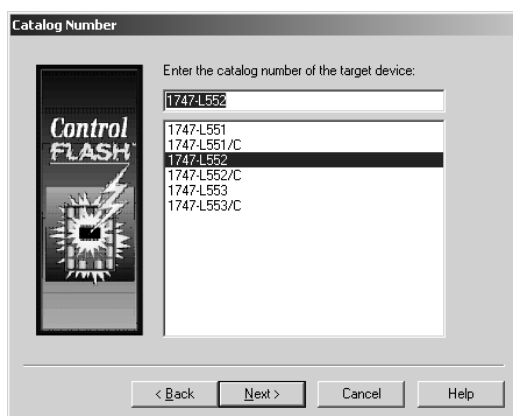 Catalog Number
Enter the catalog number of the target device:
1747-L552
Control
FLASH
1747-L551
1747-L551/C
1747-L552
1747-L552/C
1747-L553
1747-L553/C
< Back
Next >
Cancel
Help